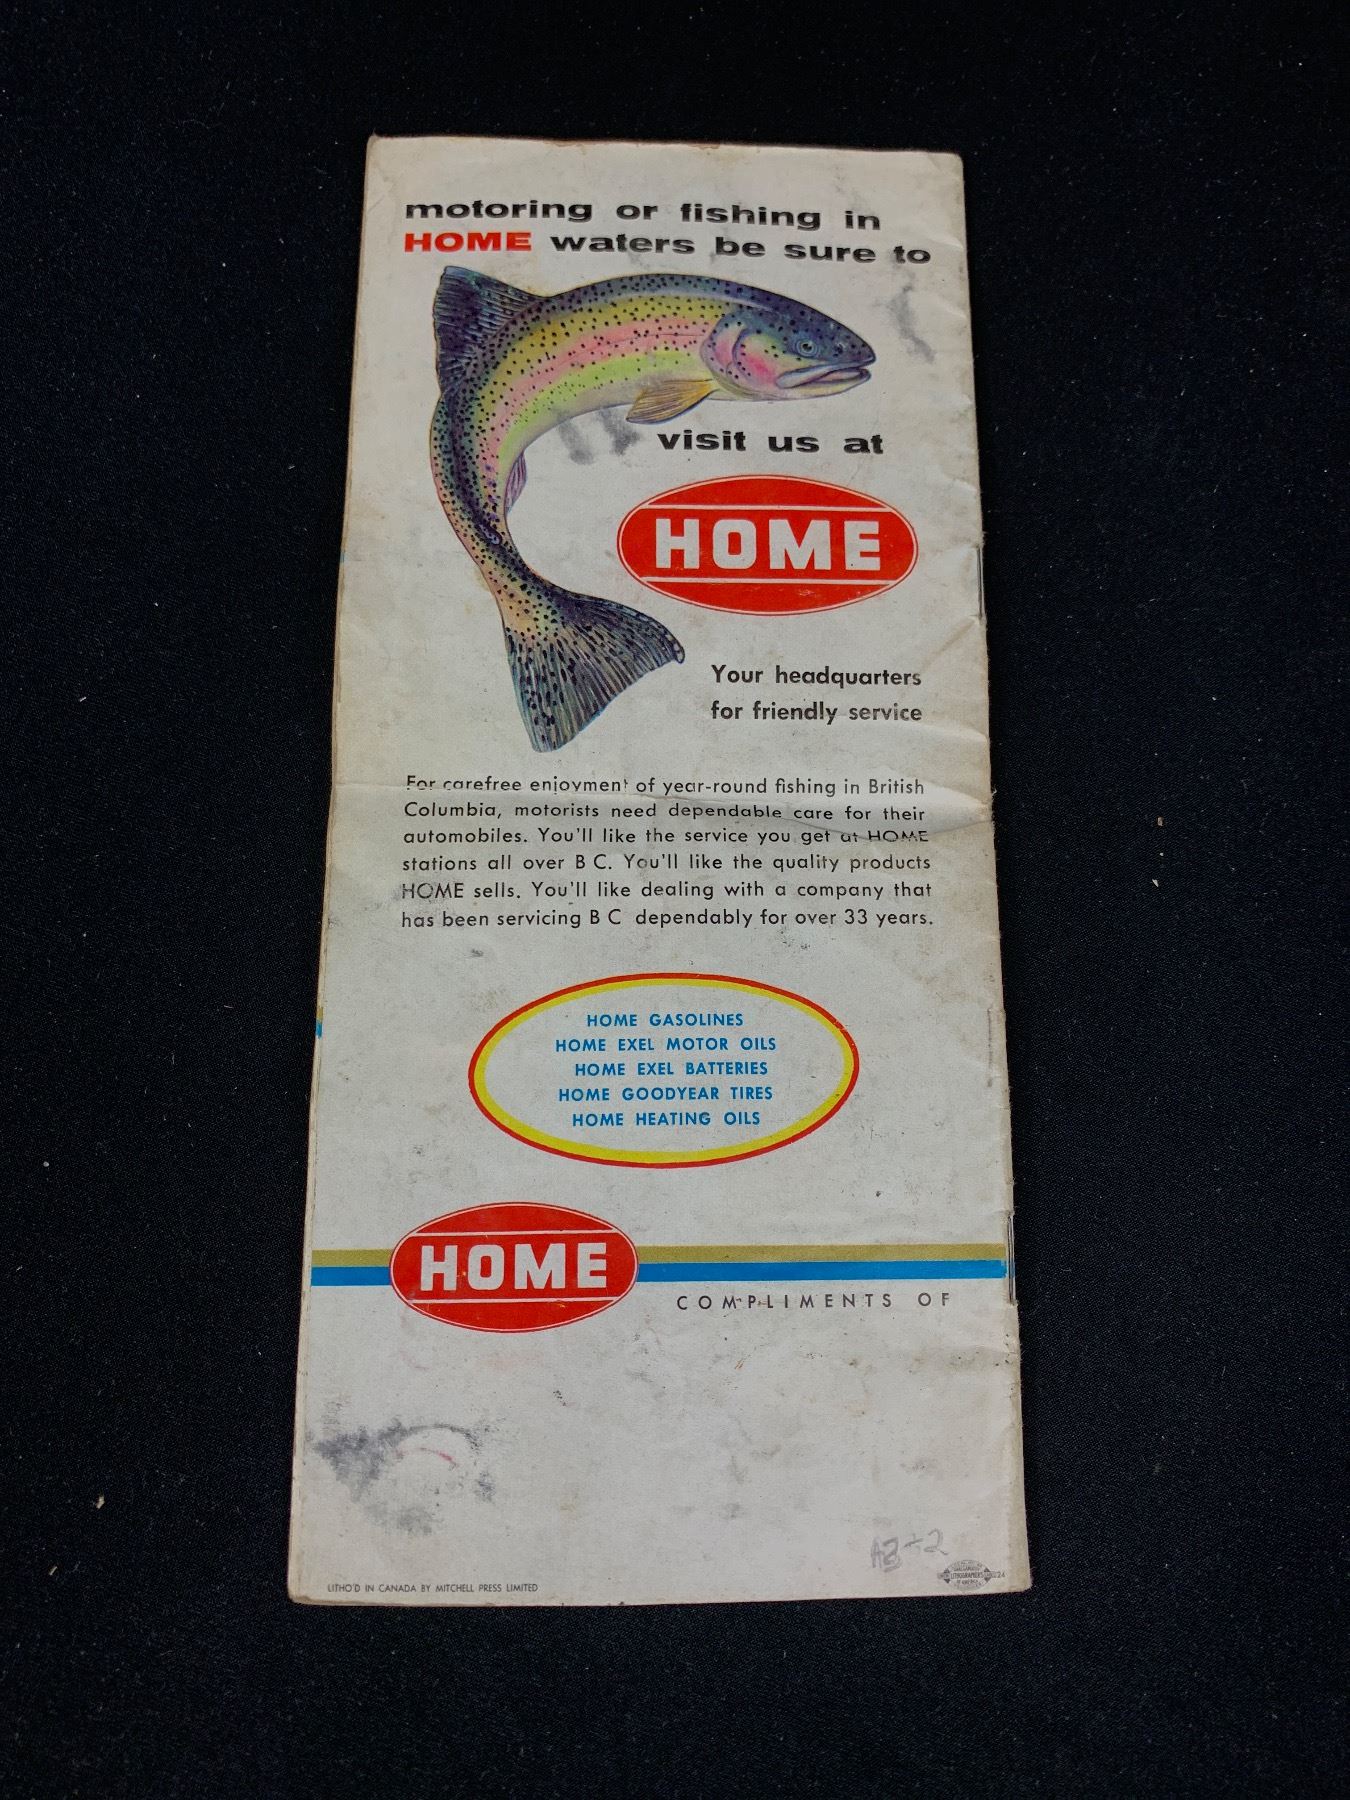 motoring or fishing in
HOME waters be sure to
visit us at
HOME
Your headquarters
for friendly service
For carefree enjoyment of year-round fishing in British
Columbia, motorists need dependable care for their
automobiles. You'll like the service you get at HOME
stations all over B C. You'll like the quality products
HOME sells. You'll like dealing with a company that
has been servicing B C dependably for over 33 years.
HOME GASOLINES
HOME EXEL MOTOR OILS
HOME EXEL BATTERIES
HOME GOODYEAR TIRES
HOME HEATING OILS
HOME
COMPLIMENTS OF
LITHO'D IN CANADA BY MITCHELL PRESS LIMITED